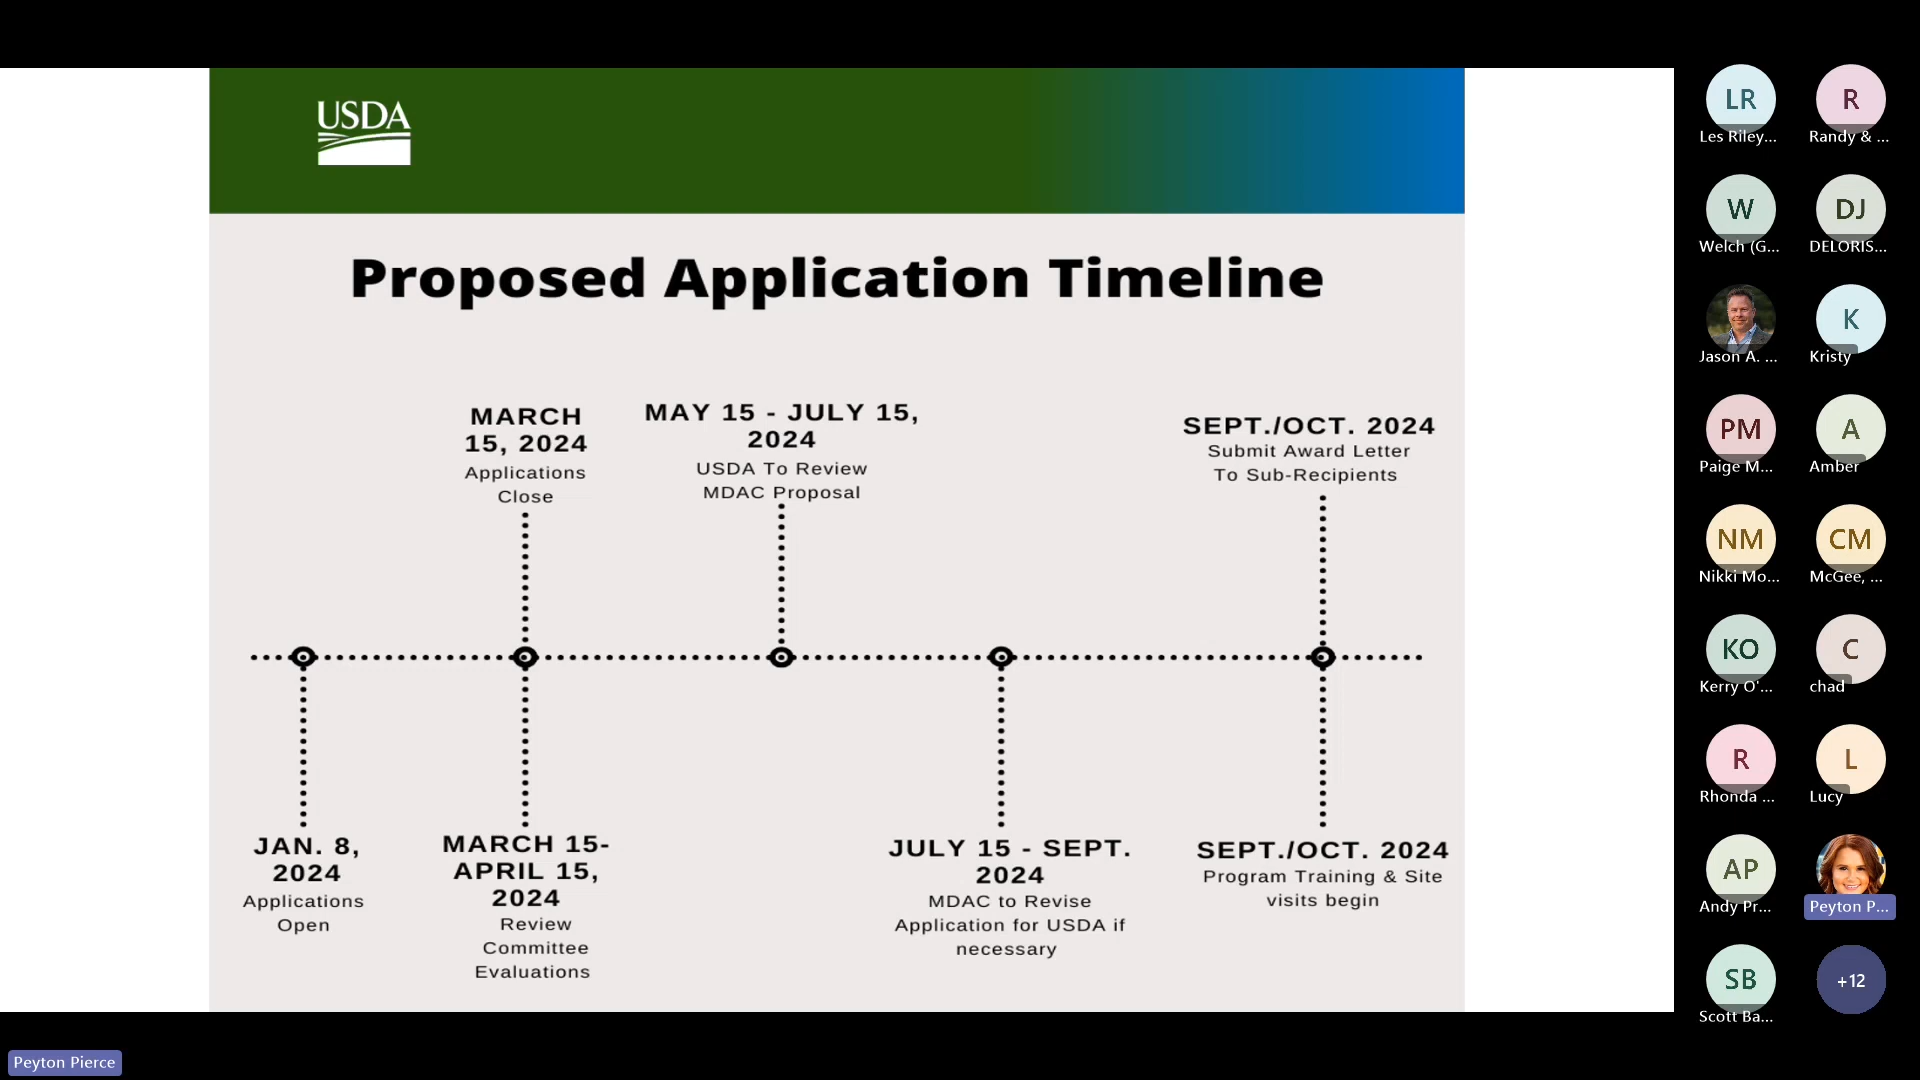 USDA
Proposed Application Timeline
MARCH
15, 2024
Applications
Close
MAY 15 - JULY 15,
2024
USDA To Review
MDAC Proposal
SEPT./OCT. 2024
Submit Award Letter
To Sub-Recipients
JAN. 8,
2024
Applications
Open
MARCH 15-
APRIL 15,
2024
Review
Committee
Evaluations
JULY 15 - SEPT.
2024
MDAC to Revise
Application for USDA if
necessary
SEPT./OCT. 2024
Program Training & Site
visits begin
LR
Les Riley...
R
Randy & ...
W
Welch (G...
DJ
DELORIS...
Jason A. ...
K
Kristy
PM
Paige M...
A
Amber
NM
Nikki Mo...
CM
McGee, ...
KO
Kerry O'...
C
chad
R
Rhonda ...
L
Lucy
AP
Andy Pr...
Peyton P...
SB
Scott Ba...
+12
Peyton Pierce